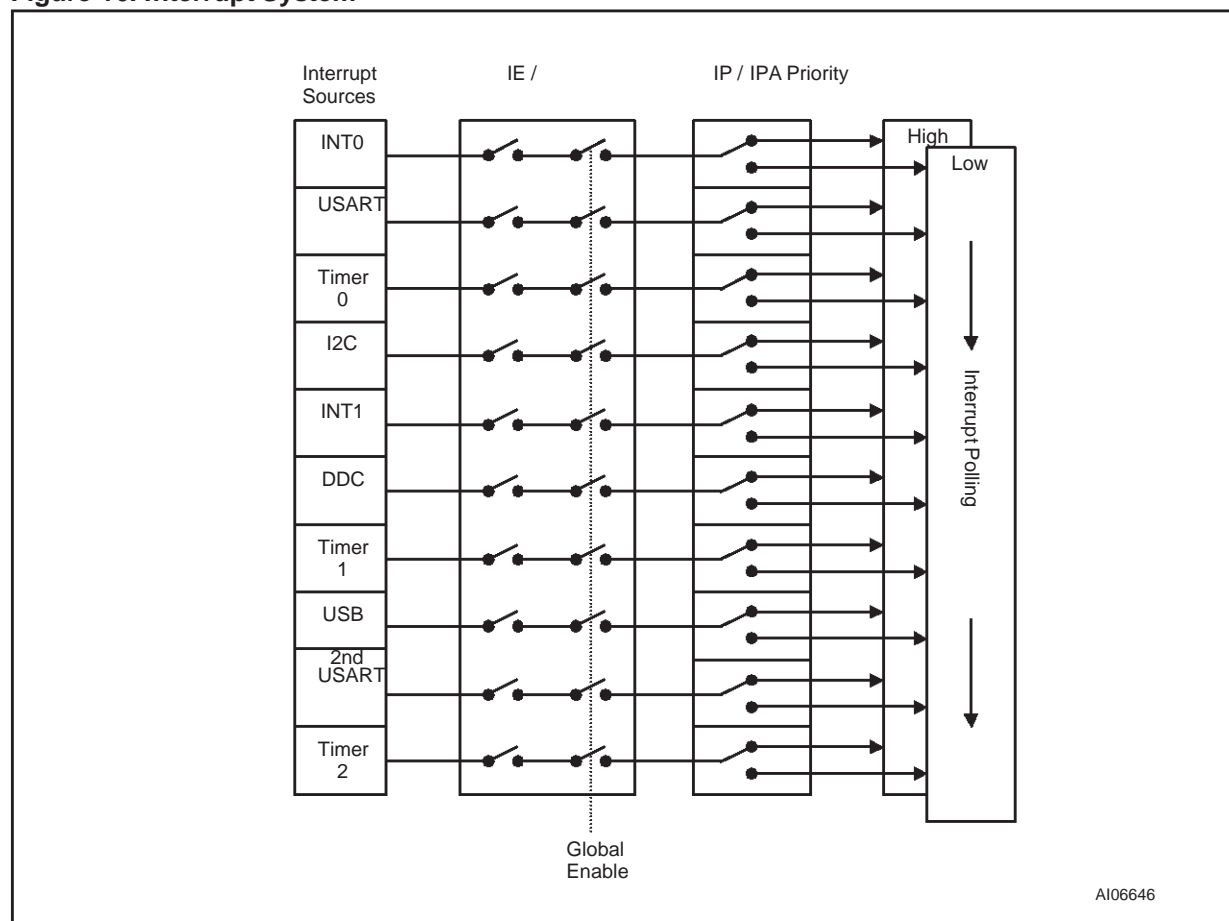 Interrupt
Sources
IE /
IP / IPA Priority
INT0
High
Low
USART
Timer
0
I2C
INT1
Interrupt Polling
DDC
Timer
1
USB
2nd
USART
Timer
2
Global
Enable
AI06646